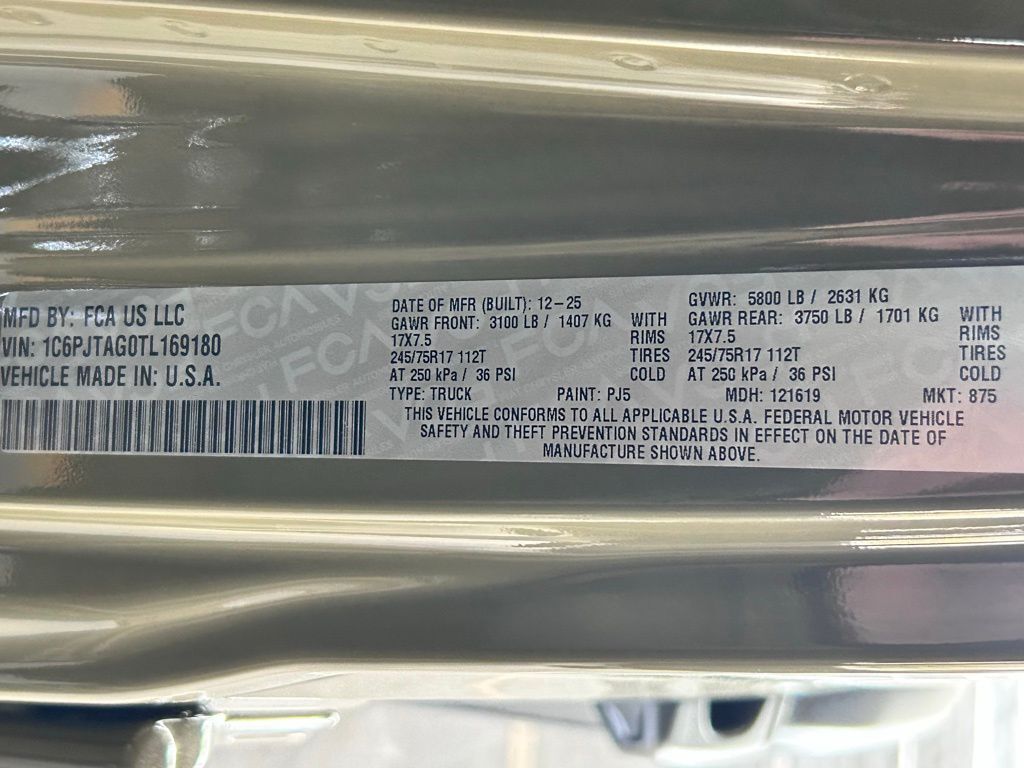 MFD BY: FCA US LLC
VIN: 1C6PJTAG0TL169180
VEHICLE MADE IN: U.S.A.
DATE OF MFR (BUILT): 12-25 GVWR: 5800 LB / 2631 KG
GAWR FRONT: 3100 LB / 1407 KG WITH GAWR REAR: 3750 LB / 1701 KG WITH
17X7.5 RIMS 17X7.5 RIMS
245/75R17 112T TIRES 245/75R17 112T TIRES
AT 250 kPa / 36 PSI COLD AT 250 kPa / 36 PSI COLD
TYPE: TRUCK PAINT: PJ5 MDH: 121619 MKT: 875
THIS VEHICLE CONFORMS TO ALL APPLICABLE U.S.A. FEDERAL MOTOR VEHICLE
SAFETY AND THEFT PREVENTION STANDARDS IN EFFECT ON THE DATE OF
MANUFACTURE SHOWN ABOVE.